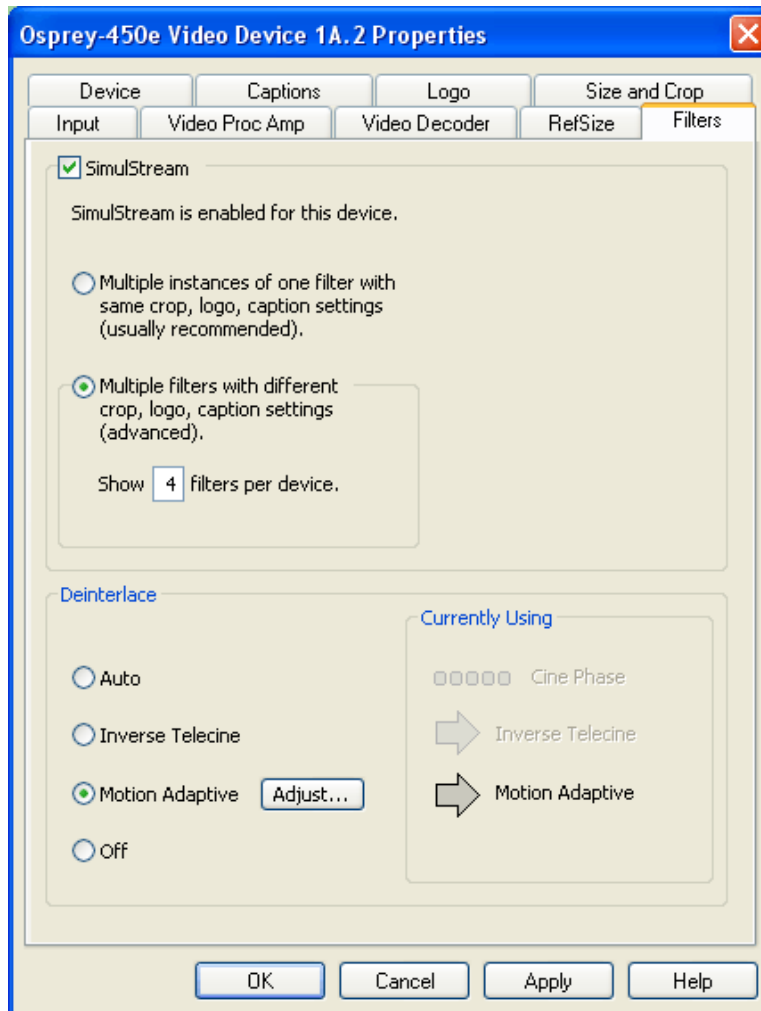 Osprey-450e Video Device 1A.2 Properties
Device Captions Logo Size and Crop
Input Video Proc Amp Video Decoder RefSize Filters
SimulStream
SimulStream is enabled for this device.
Multiple instances of one filter with
same crop, logo, caption settings
(usually recommended).
Multiple filters with different
crop, logo, caption settings
(advanced).
Show 4 filters per device.
Deinterlace
Currently Using
Auto
Cine Phase
Inverse Telecine
Inverse Telecine
Motion Adaptive Adjust...
Motion Adaptive
Off
OK Cancel Apply Help